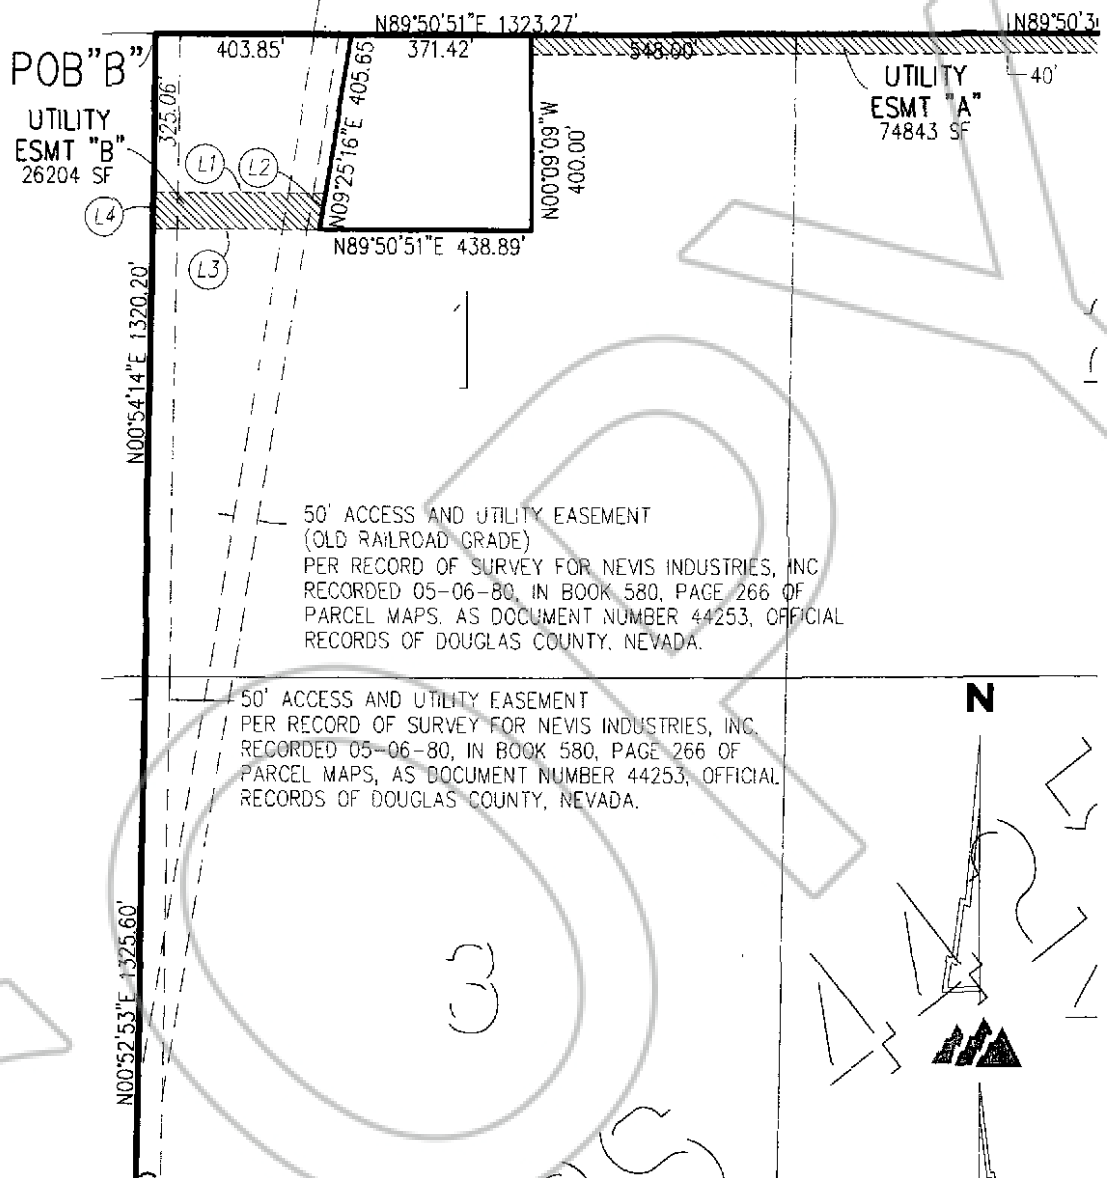 N89°50'51"E 1323.27'
N89°50'3
403.85'
371.42'
548.00'
POB"B"
325.06'
N09°25'16"E 405.65
UTILITY
ESMT "A"
74843 SF
40'
UTILITY
ESMT "B"
26204 SF
L1
L2
N00°09'09"W
400.00'
L4
N89°50'51"E 438.89'
L3
N00°54'14"E 1320.20'
1
50' ACCESS AND UTILITY EASEMENT
(OLD RAILROAD GRADE)
PER RECORD OF SURVEY FOR NEVIS INDUSTRIES, INC
RECORDED 05-06-80, IN BOOK 580, PAGE 266 OF
PARCEL MAPS, AS DOCUMENT NUMBER 44253, OFFICIAL
RECORDS OF DOUGLAS COUNTY, NEVADA.
N
50' ACCESS AND UTILITY EASEMENT
PER RECORD OF SURVEY FOR NEVIS INDUSTRIES, INC.
RECORDED 05-06-80, IN BOOK 580, PAGE 266 OF
PARCEL MAPS, AS DOCUMENT NUMBER 44253, OFFICIAL
RECORDS OF DOUGLAS COUNTY, NEVADA.
N00°52'53"E 1325.60'
3
OPY